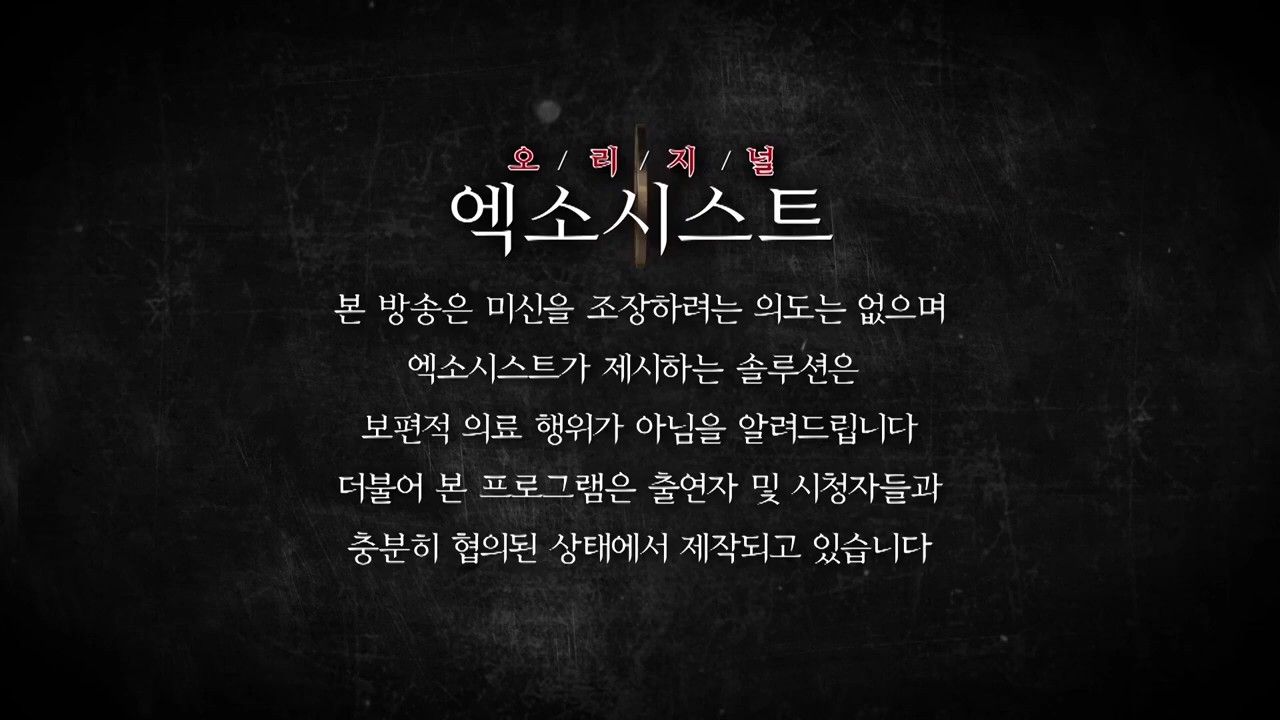 오/리/지/널
엑소시스트
본 방송은 미신을 조장하려는 의도는 없으며
엑소시스트가 제시하는 솔루션은
보편적 의료 행위가 아님을 알려드립니다
더불어 본 프로그램은 출연자 및 시청자들과
충분히 협의된 상태에서 제작되고 있습니다